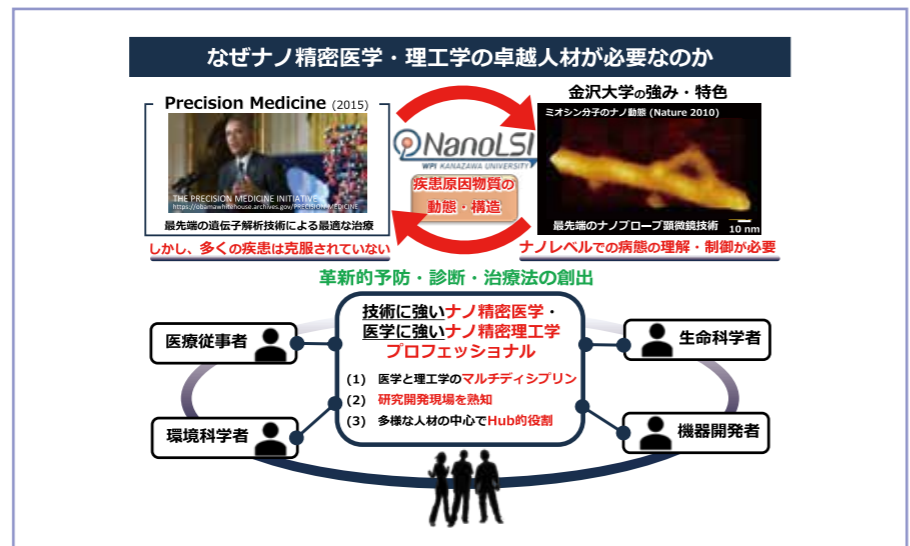 なぜナノ精密医学・理工学の卓越人材が必要なのか
Precision Medicine (2015)
THE PRECISION MEDICINE INITIATIVE
https://obamawhitehouse.archives.gov/PRECISION-MEDICINE
最先端の遺伝子解析技術による最適な治療
しかし、多くの疾患は克服されていない
NanoLSI
WPI KANAZAWA UNIVERSITY
疾患原因物質の
動態・構造
金沢大学の強み・特色
ミオシン分子のナノ動態 (Nature 2010)
最先端のナノプローブ顕微鏡技術
10 nm
ナノレベルでの病態の理解・制御が必要
革新的予防・診断・治療法の創出
技術に強いナノ精密医学・
医学に強いナノ精密理工学
プロフェッショナル
(1) 医学と理工学のマルチディシプリン
(2) 研究開発現場を熟知
(3) 多様な人材の中心でHub的役割
医療従事者
環境科学者
生命科学者
機器開発者